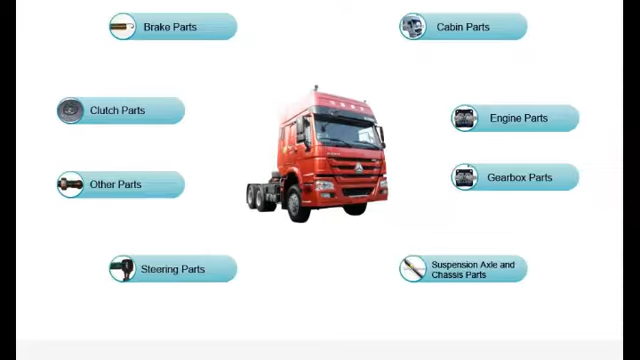 Brake Parts
Cabin Parts
Clutch Parts
Engine Parts
Other Parts
Gearbox Parts
Steering Parts
Suspension Axle and
Chassis Parts